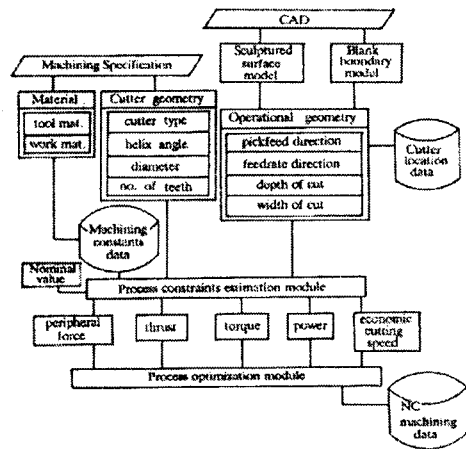 CAD
Machining Specification
Sculptured
surface
model
Blank
boundary
model
Material
tool mat.
work mat.
Cutter geometry
cutter type
helix angle
diameter
no. of teeth
Operational geometry
pickfeed direction
feedrate direction
depth of cut
width of cut
Cutter
location
data
Machining
constants
data
Nominal
value
Process constraints estimation module
peripheral
force
thrust
torque
power
economic
cutting
speed
Process optimization module
NC
machining
data